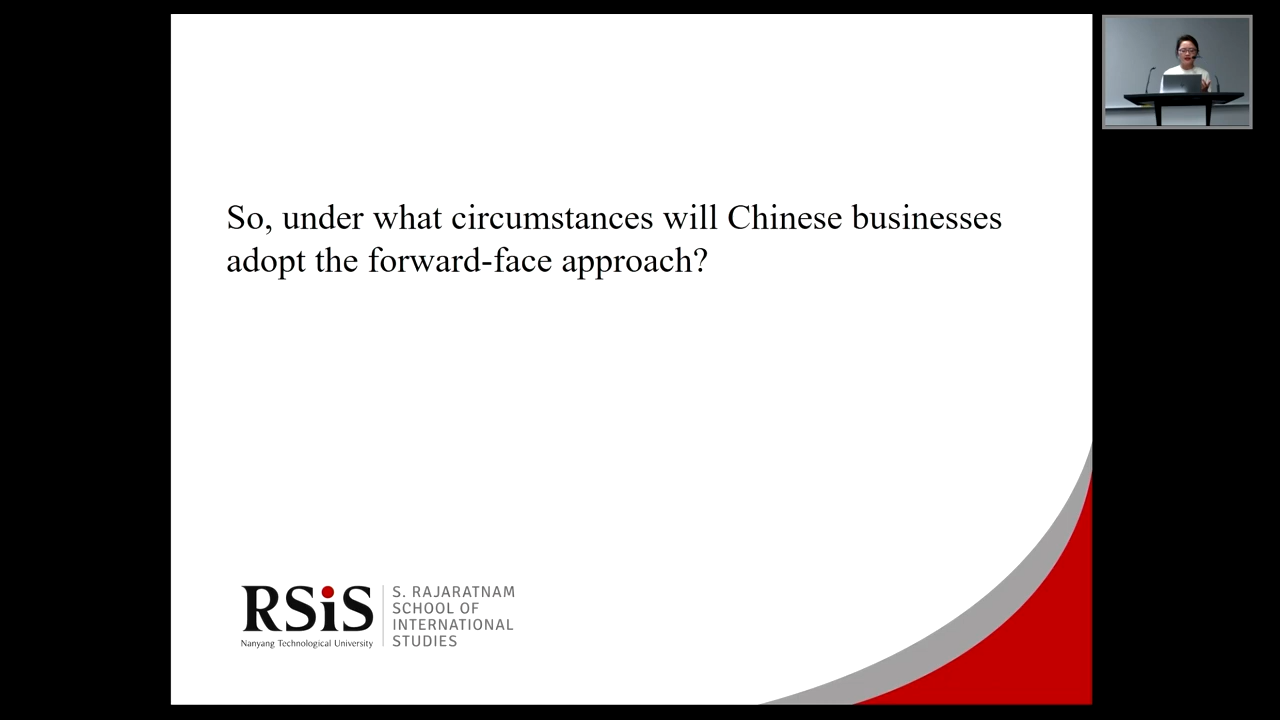 So, under what circumstances will Chinese businesses
adopt the forward-face approach?
RSiS
Nanyang Technological University
S. RAJARATNAM
SCHOOL OF
INTERNATIONAL
STUDIES